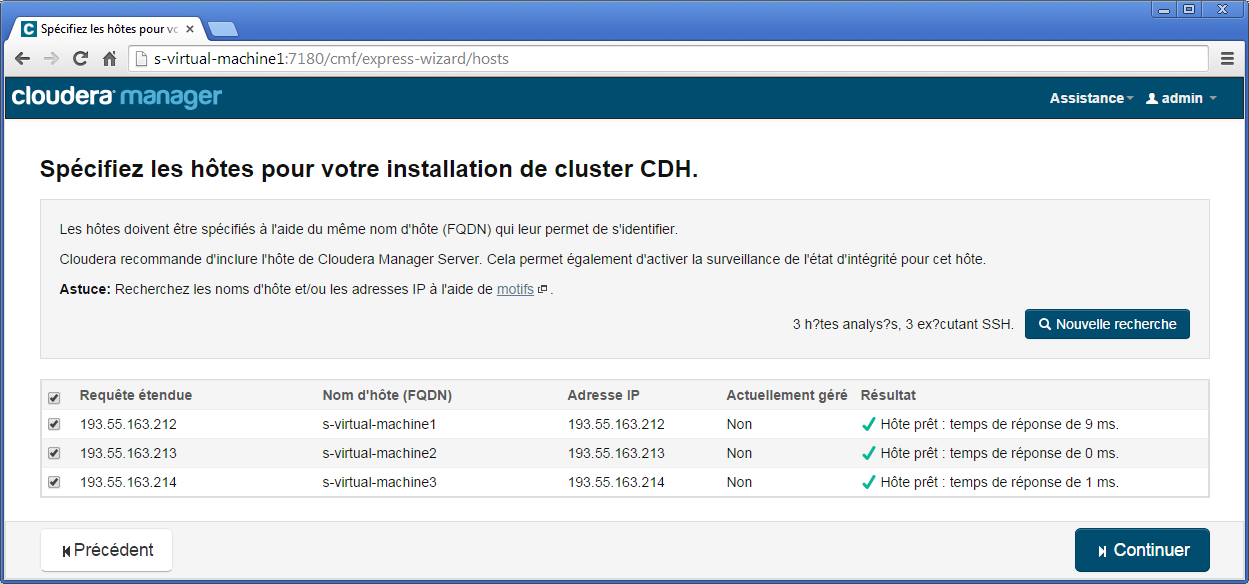 Spécifiez les hôtes pour vo
s-virtual-machine1:7180/cmf/express-wizard/hosts
cloudera manager Assistance admin
Spécifiez les hôtes pour votre installation de cluster CDH.
Les hôtes doivent être spécifiés à l'aide du même nom d'hôte (FQDN) qui leur permet de s'identifier.
Cloudera recommande d'inclure l'hôte de Cloudera Manager Server. Cela permet également d'activer la surveillance de l'état d'intégrité pour cet hôte.
Astuce: Recherchez les noms d'hôte et/ou les adresses IP à l'aide de motifs .
3 h?tes analys?s, 3 ex?cutant SSH. Nouvelle recherche
Requête étendue Nom d'hôte (FQDN) Adresse IP Actuellement géré Résultat
193.55.163.212 s-virtual-machine1 193.55.163.212 Non Hôte prêt : temps de réponse de 9 ms.
193.55.163.213 s-virtual-machine2 193.55.163.213 Non Hôte prêt : temps de réponse de 0 ms.
193.55.163.214 s-virtual-machine3 193.55.163.214 Non Hôte prêt : temps de réponse de 1 ms.
Précédent Continuer